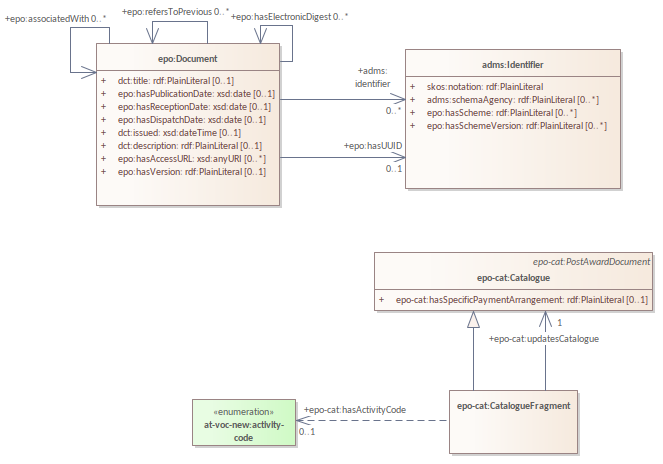 +epo:associatedWith 0..*
+epo:refersToPrevious 0..*
+epo:hasElectronicDigest 0..*
epo:Document
+ dct:title: rdf:PlainLiteral [0..1]
+ epo:hasPublicationDate: xsd:date [0..1]
+ epo:hasReceptionDate: xsd:date [0..1]
+ epo:hasDispatchDate: xsd:date [0..1]
+ dct:issued: xsd:dateTime [0..1]
+ dct:description: rdf:PlainLiteral [0..1]
+ epo:hasAccessURL: xsd:anyURI [0..*]
+ epo:hasVersion: rdf:PlainLiteral [0..1]
+adms:
identifier
0..*
+epo:hasUUID
0..1
adms:Identifier
+ skos:notation: rdf:PlainLiteral
+ adms:schemaAgency: rdf:PlainLiteral [0..*]
+ epo:hasScheme: rdf:PlainLiteral [0..*]
+ epo:hasSchemeVersion: rdf:PlainLiteral [0..*]
epo-cat:PostAwardDocument
epo-cat:Catalogue
+ epo-cat:hasSpecificPaymentArrangement: rdf:PlainLiteral [0..1]
1
+epo-cat:updatesCatalogue
epo-cat:CatalogueFragment
+epo-cat:hasActivityCode
0..1
«enumeration»
at-voc-new:activity-
code